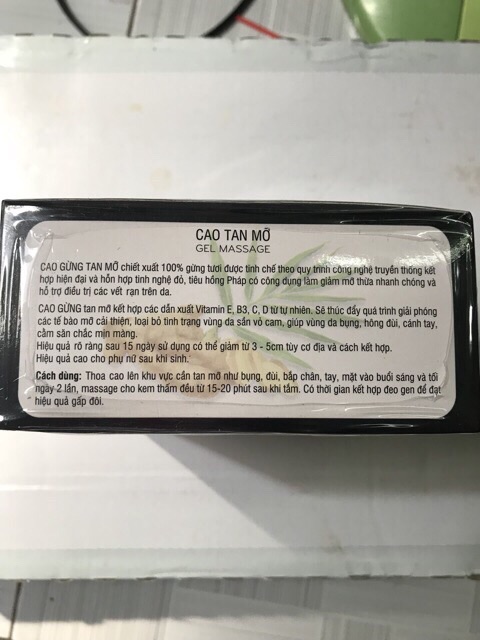 CAO TAN MỠ
GEL MASSAGE
CAO GỪNG TAN MỠ chiết xuất 100% gừng tươi được tinh chế theo quy trình công nghệ truyền thống kết
hợp hiện đại và hỗn hợp tinh nghệ đỏ, tiêu hồng Pháp có công dụng làm giảm mỡ thừa nhanh chóng và
hỗ trợ điều trị các vết rạn trên da.
CAO GỪNG tan mỡ kết hợp các dẫn xuất Vitamin E, B3, C, D từ tự nhiên. Sẽ thúc đẩy quá trình giải phóng
các tế bào mỡ cải thiện, loại bỏ tình trạng vùng da sần vỏ cam, giúp vùng da bụng, hông đùi, cánh tay,
cằm săn chắc mịn màng.
Hiệu quả rõ ràng sau 15 ngày sử dụng có thể giảm từ 3 - 5cm tùy cơ địa và cách kết hợp.
Hiệu quả cao cho phụ nữ sau khi sinh.
Cách dùng: Thoa cao lên khu vực cần tan mỡ như bụng, đùi, bắp chân, tay, mặt vào buổi sáng và tối
ngày 2 lần, massage cho kem thấm đều từ 15-20 phút sau khi tắm. Có thời gian kết hợp đeo gen để đạt
hiệu quả gấp đôi.